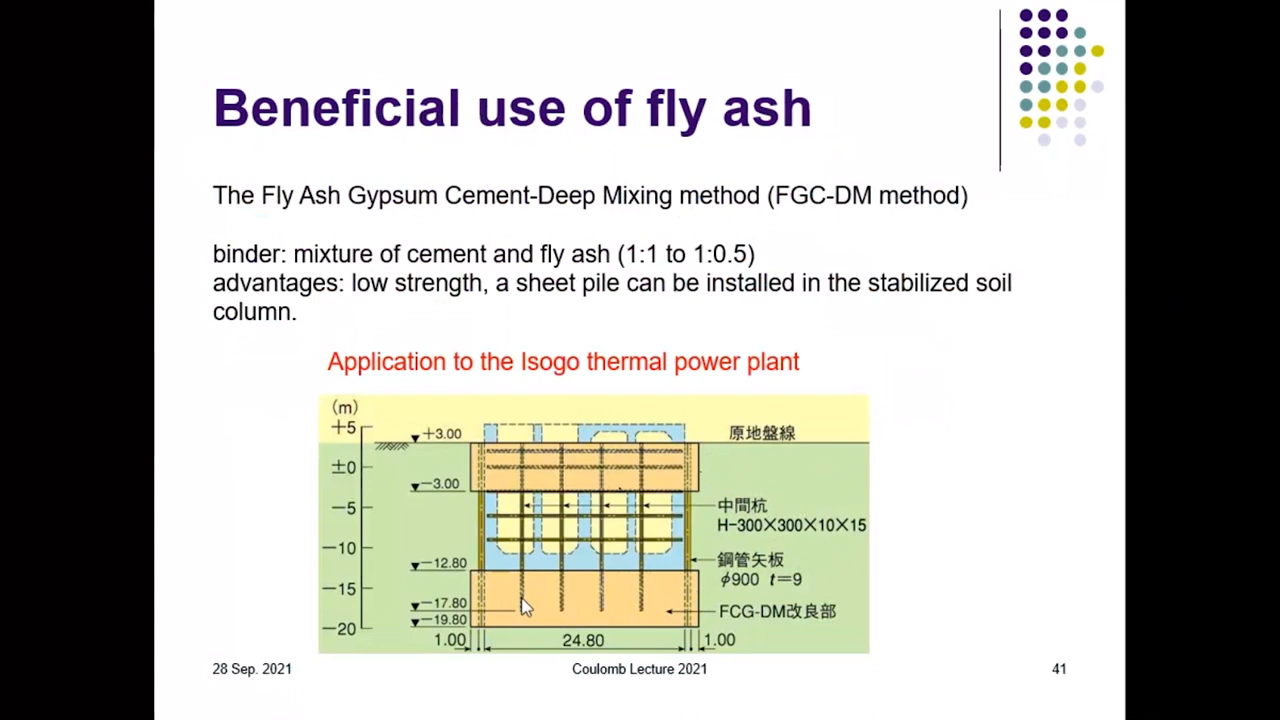 Beneficial use of fly ash
The Fly Ash Gypsum Cement-Deep Mixing method (FGC-DM method)
binder: mixture of cement and fly ash (1:1 to 1:0.5)
advantages: low strength, a sheet pile can be installed in the stabilized soil
column.
Application to the Isogo thermal power plant
(m)
+5
+3.00
原地盤線
±0
−3.00
−5
中間杭
H−300×300×10×15
−10
−12.80
鋼管矢板
φ900 t=9
−15
−17.80
FCG−DM改良部
−19.80
−20
1.00
24.80
1.00
28 Sep. 2021
Coulomb Lecture 2021
41